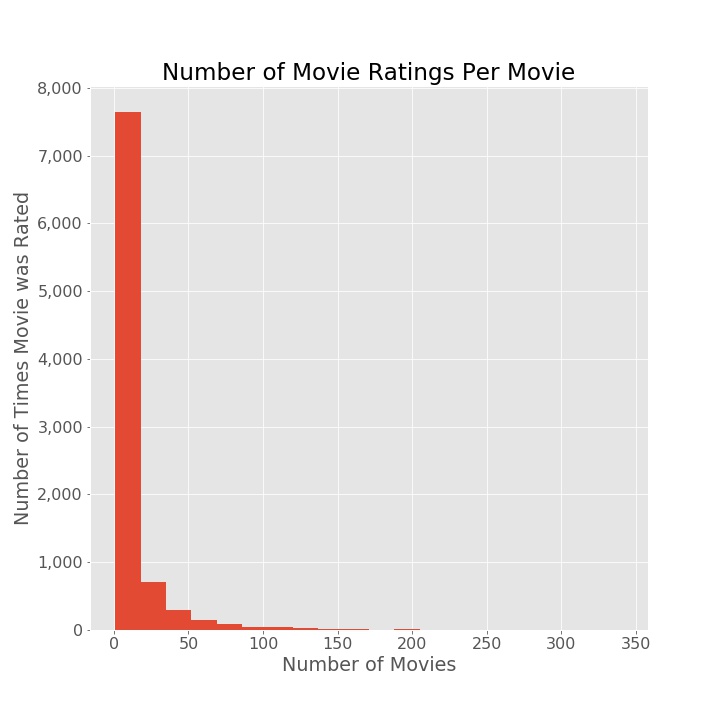 Number of Movie Ratings Per Movie
8,000
7,000
6,000
5,000
4,000
3,000
2,000
1,000
0
Number of Times Movie was Rated
0 50 100 150 200 250 300 350
Number of Movies